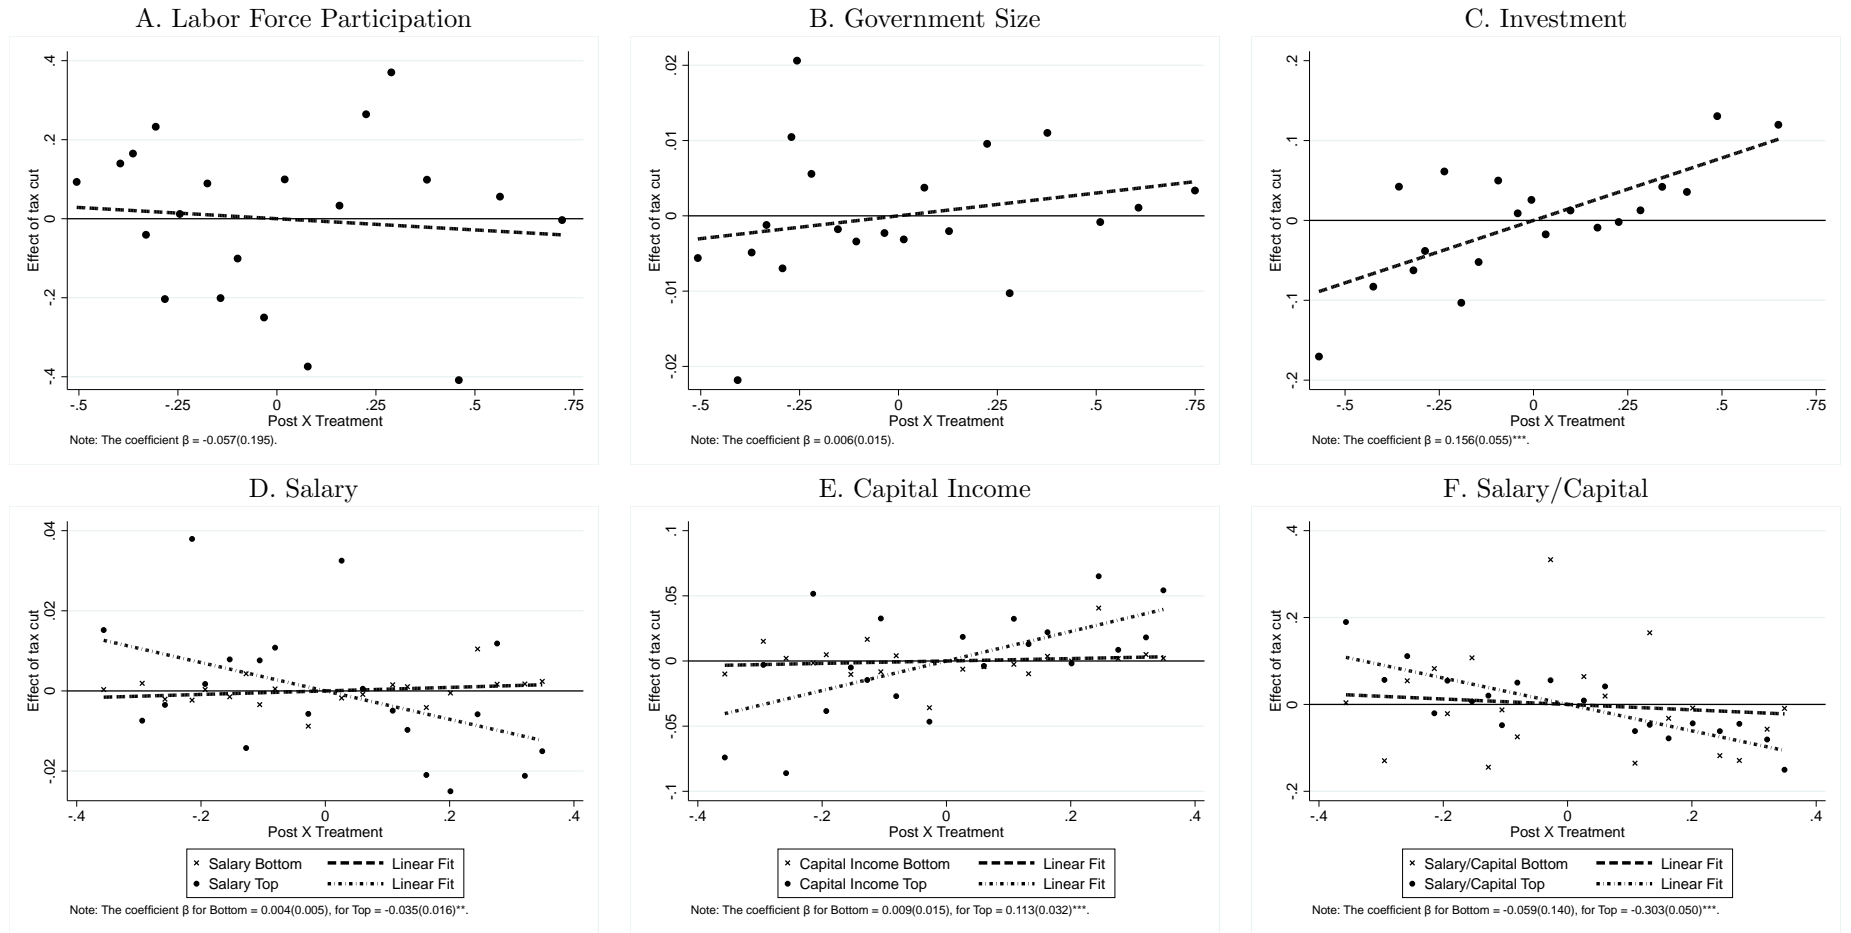 A. Labor Force Participation
Effect of tax cut
.4
.2
0
-.2
-.4
-.5
-.25
0
.25
.5
.75
Post X Treatment
Note: The coefficient β = -0.057(0.195).
B. Government Size
Effect of tax cut
.02
.01
0
-.01
-.02
-.5
-.25
0
.25
.5
.75
Post X Treatment
Note: The coefficient β = 0.006(0.015).
C. Investment
Effect of tax cut
.2
.1
0
-.1
-.2
-.5
-.25
0
.25
.5
.75
Post X Treatment
Note: The coefficient β = 0.156(0.055)***.
D. Salary
Effect of tax cut
.04
.02
0
-.02
-.4
-.2
0
.2
.4
Post X Treatment
Salary Bottom Linear Fit
Salary Top Linear Fit
Note: The coefficient β for Bottom = 0.004(0.005), for Top = -0.035(0.016)**.
E. Capital Income
Effect of tax cut
.1
.05
0
-.05
-.1
-.4
-.2
0
.2
.4
Post X Treatment
Capital Income Bottom Linear Fit
Capital Income Top Linear Fit
Note: The coefficient β for Bottom = 0.009(0.015), for Top = 0.113(0.032)***.
F. Salary/Capital
Effect of tax cut
.4
.2
0
-.2
-.4
-.2
0
.2
.4
Post X Treatment
Salary/Capital Bottom Linear Fit
Salary/Capital Top Linear Fit
Note: The coefficient β for Bottom = -0.059(0.140), for Top = -0.303(0.050)***.